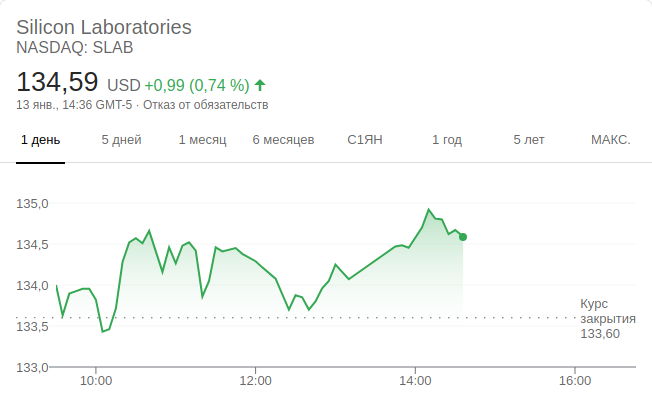 Silicon Laboratories
NASDAQ: SLAB
134,59 USD +0,99 (0,74 %)
13 янв., 14:36 GMT-5 · Отказ от обязательств
1 день 5 дней 1 месяц 6 месяцев С1ЯН 1 год 5 лет МАКС.
135,0
134,5
134,0
133,5
133,0
Курс
закрытия
133,60
10:00 12:00 14:00 16:00